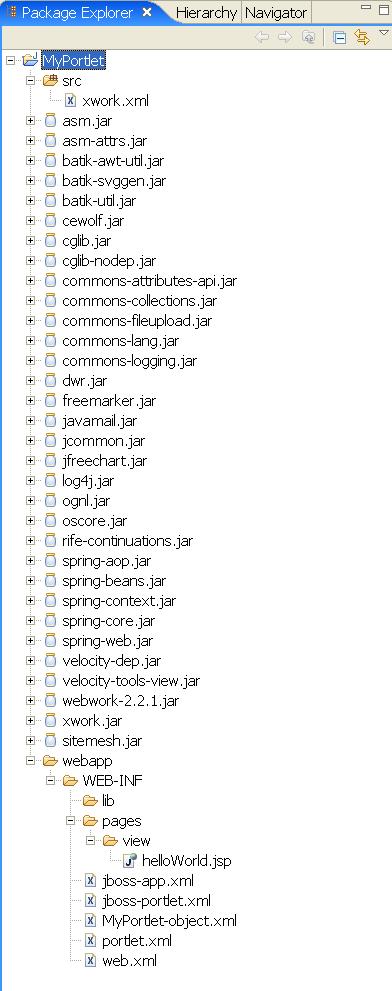 Package Explorer Hierarchy Navigator
MyPortlet
src
xwork.xml
asm.jar
asm-attrs.jar
batik-awt-util.jar
batik-svggen.jar
batik-util.jar
cewolf.jar
cglib.jar
cglib-nodep.jar
commons-attributes-api.jar
commons-collections.jar
commons-fileupload.jar
commons-lang.jar
commons-logging.jar
dwr.jar
freemarker.jar
javamail.jar
jcommon.jar
jfreechart.jar
log4j.jar
ognl.jar
oscore.jar
rife-continuations.jar
spring-aop.jar
spring-beans.jar
spring-context.jar
spring-core.jar
spring-web.jar
velocity-dep.jar
velocity-tools-view.jar
webwork-2.2.1.jar
xwork.jar
sitemesh.jar
webapp
WEB-INF
lib
pages
view
helloWorld.jsp
jboss-app.xml
jboss-portlet.xml
MyPortlet-object.xml
portlet.xml
web.xml